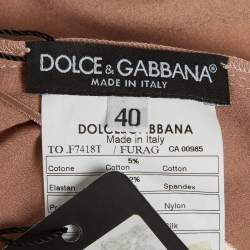 DOLCE & GABBANA®
MADE IN ITALY
40
DOLCE & GABBANA
Made in Italy
TO .F7418T / FURAG CA 00985
5%
Cotone Cotton
2%
Elastan Spandex
Nylon
Silk